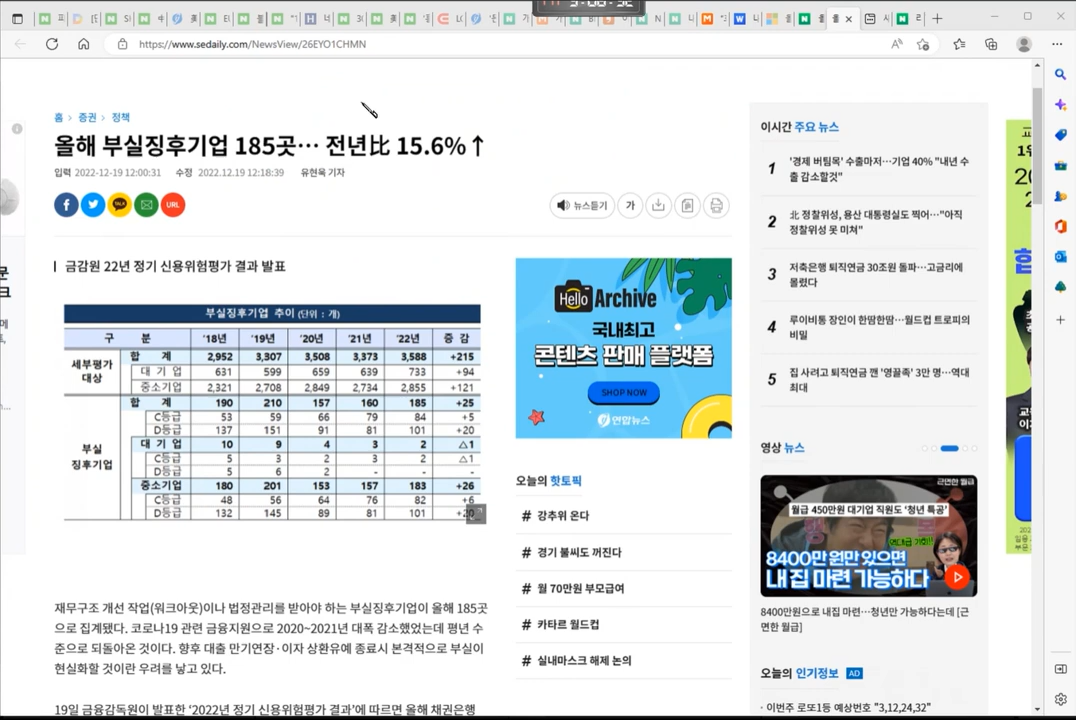 https://www.sedaily.com/NewsView/26EYO1CHMN
홈 > 증권 > 정책
올해 부실징후기업 185곳… 전년比 15.6%↑
입력 2022-12-19 12:00:31 수정 2022.12.19 12:18:39 유현욱 기자
TALK
URL
뉴스듣기
가
금감원 22년 정기 신용위험평가 결과 발표
부실징후기업 추이 (단위 : 개)
구 분 ‘18년 ‘19년 ‘20년 ‘21년 ‘22년 증 감
세부평가 대상
합 계 2,952 3,307 3,508 3,373 3,588 +215
대 기 업 631 599 659 639 733 +94
중소기업 2,321 2,708 2,849 2,734 2,855 +121
부실 징후기업
합 계 190 210 157 160 185 +25
C등급 53 59 66 79 84 +5
D등급 137 151 91 81 101 +20
대 기 업 10 9 4 3 2 △1
C등급 5 3 2 3 2 △1
D등급 5 6 2 - - -
중소기업 180 201 153 157 183 +26
C등급 48 56 64 76 82 +6
D등급 132 145 89 81 101 +20
재무구조 개선 작업(워크아웃)이나 법정관리를 받아야 하는 부실징후기업이 올해 185곳
으로 집계됐다. 코로나19 관련 금융지원으로 2020~2021년 대폭 감소했었는데 평년 수
준으로 되돌아온 것이다. 향후 대출 만기연장·이자 상환유예 종료시 본격적으로 부실이
현실화할 것이란 우려를 낳고 있다.
19일 금융감독원이 발표한 ‘2022년 정기 신용위험평가 결과’에 따르면 올해 채권은행
Hello Archive
국내최고
콘텐츠 판매 플랫폼
SHOP NOW
연합뉴스
오늘의 핫토픽
# 강추위 온다
# 경기 불씨도 꺼진다
# 월 70만원 부모급여
# 카타르 월드컵
# 실내마스크 해제 논의
이시간 주요 뉴스
1 '경제 버팀목' 수출마저…기업 40% "내년 수
출 감소할것"
2 北 정찰위성, 용산 대통령실도 찍어…"아직
정찰위성 못 미쳐"
3 저축은행 퇴직연금 30조원 돌파…고금리에
몰렸다
4 루이비통 장인이 한땀한땀…월드컵 트로피의
비밀
5 집 사려고 퇴직연금 깬 '영끌족' 3만 명…역대
최대
영상 뉴스
근면한 월급
월급 450만원 대기업 직원도 '청년 특공'
8400만 원만 있으면
내 집 마련 가능하다
8400만원으로 내집 마련…청년만 가능하다는데 [근
면한 월급]
오늘의 인기정보 AD
· 이번주 로또1등 예상번호 "3,12,24,32"